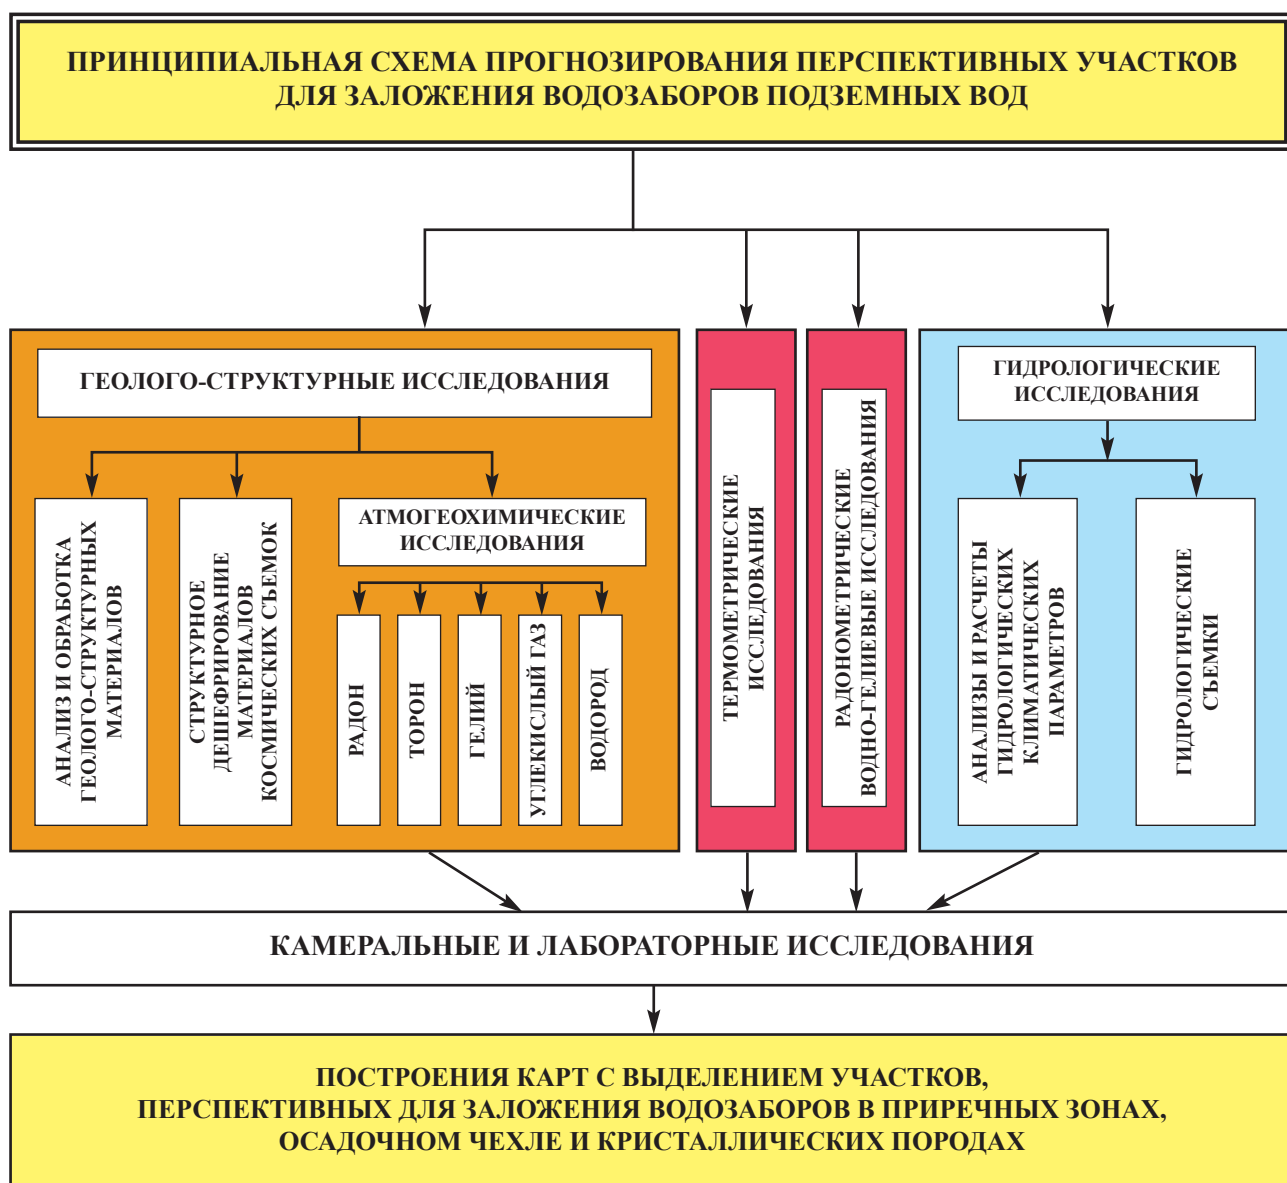 ПРИНЦИПИАЛЬНАЯ СХЕМА ПРОГНОЗИРОВАНИЯ ПЕРСПЕКТИВНЫХ УЧАСТКОВ
ДЛЯ ЗАЛОЖЕНИЯ ВОДОЗАБОРОВ ПОДЗЕМНЫХ ВОД
ГЕОЛОГО-СТРУКТУРНЫЕ ИССЛЕДОВАНИЯ
АНАЛИЗ И ОБРАБОТКА
ГЕОЛОГО-СТРУКТУРНЫХ
МАТЕРИАЛОВ
СТРУКТУРНОЕ
ДЕШЕФРИРОВАНИЕ
МАТЕРИАЛОВ
КОСМИЧЕСКИХ СЪЕМОК
АТМОГЕОХИМИЧЕСКИЕ
ИССЛЕДОВАНИЯ
РАДОН
ТОРОН
ГЕЛИЙ
УГЛЕКИСЛЫЙ ГАЗ
ВОДОРОД
ТЕРМОМЕТРИЧЕСКИЕ
ИССЛЕДОВАНИЯ
РАДОНОМЕТРИЧЕСКИЕ
ВОДНО-ГЕЛИЕВЫЕ ИССЛЕДОВАНИЯ
ГИДРОЛОГИЧЕСКИЕ
ИССЛЕДОВАНИЯ
АНАЛИЗЫ И РАСЧЕТЫ
ГИДРОЛОГИЧЕСКИХ
КЛИМАТИЧЕСКИХ
ПАРАМЕТРОВ
ГИДРОЛОГИЧЕСКИЕ
СЪЕМКИ
КАМЕРАЛЬНЫЕ И ЛАБОРАТОРНЫЕ ИССЛЕДОВАНИЯ
ПОСТРОЕНИЯ КАРТ С ВЫДЕЛЕНИЕМ УЧАСТКОВ,
ПЕРСПЕКТИВНЫХ ДЛЯ ЗАЛОЖЕНИЯ ВОДОЗАБОРОВ В ПРИРЕЧНЫХ ЗОНАХ,
ОСАДОЧНОМ ЧЕХЛЕ И КРИСТАЛЛИЧЕСКИХ ПОРОДАХ